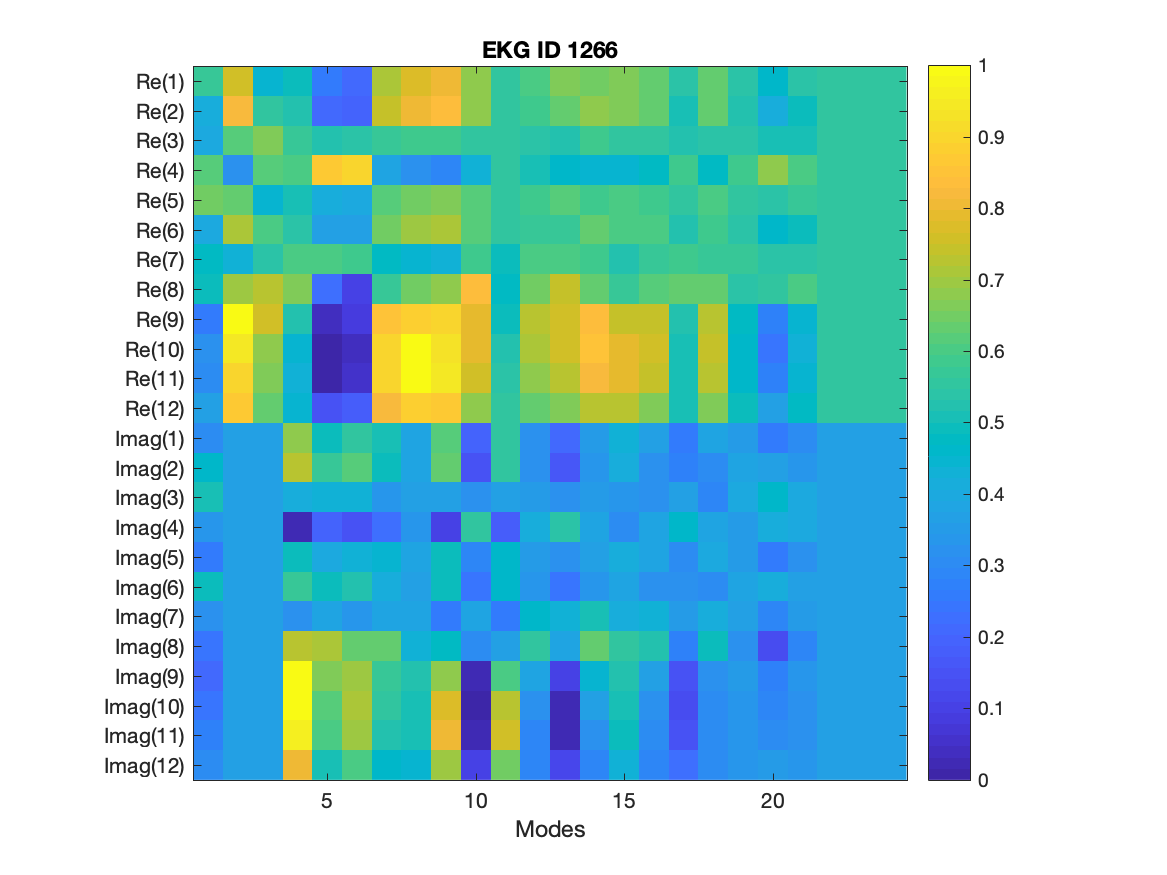 EKG ID 1266
Re(1)
Re(2)
Re(3)
Re(4)
Re(5)
Re(6)
Re(7)
Re(8)
Re(9)
Re(10)
Re(11)
Re(12)
Imag(1)
Imag(2)
Imag(3)
Imag(4)
Imag(5)
Imag(6)
Imag(7)
Imag(8)
Imag(9)
Imag(10)
Imag(11)
Imag(12)
5 10 15 20
Modes
1
0.9
0.8
0.7
0.6
0.5
0.4
0.3
0.2
0.1
0